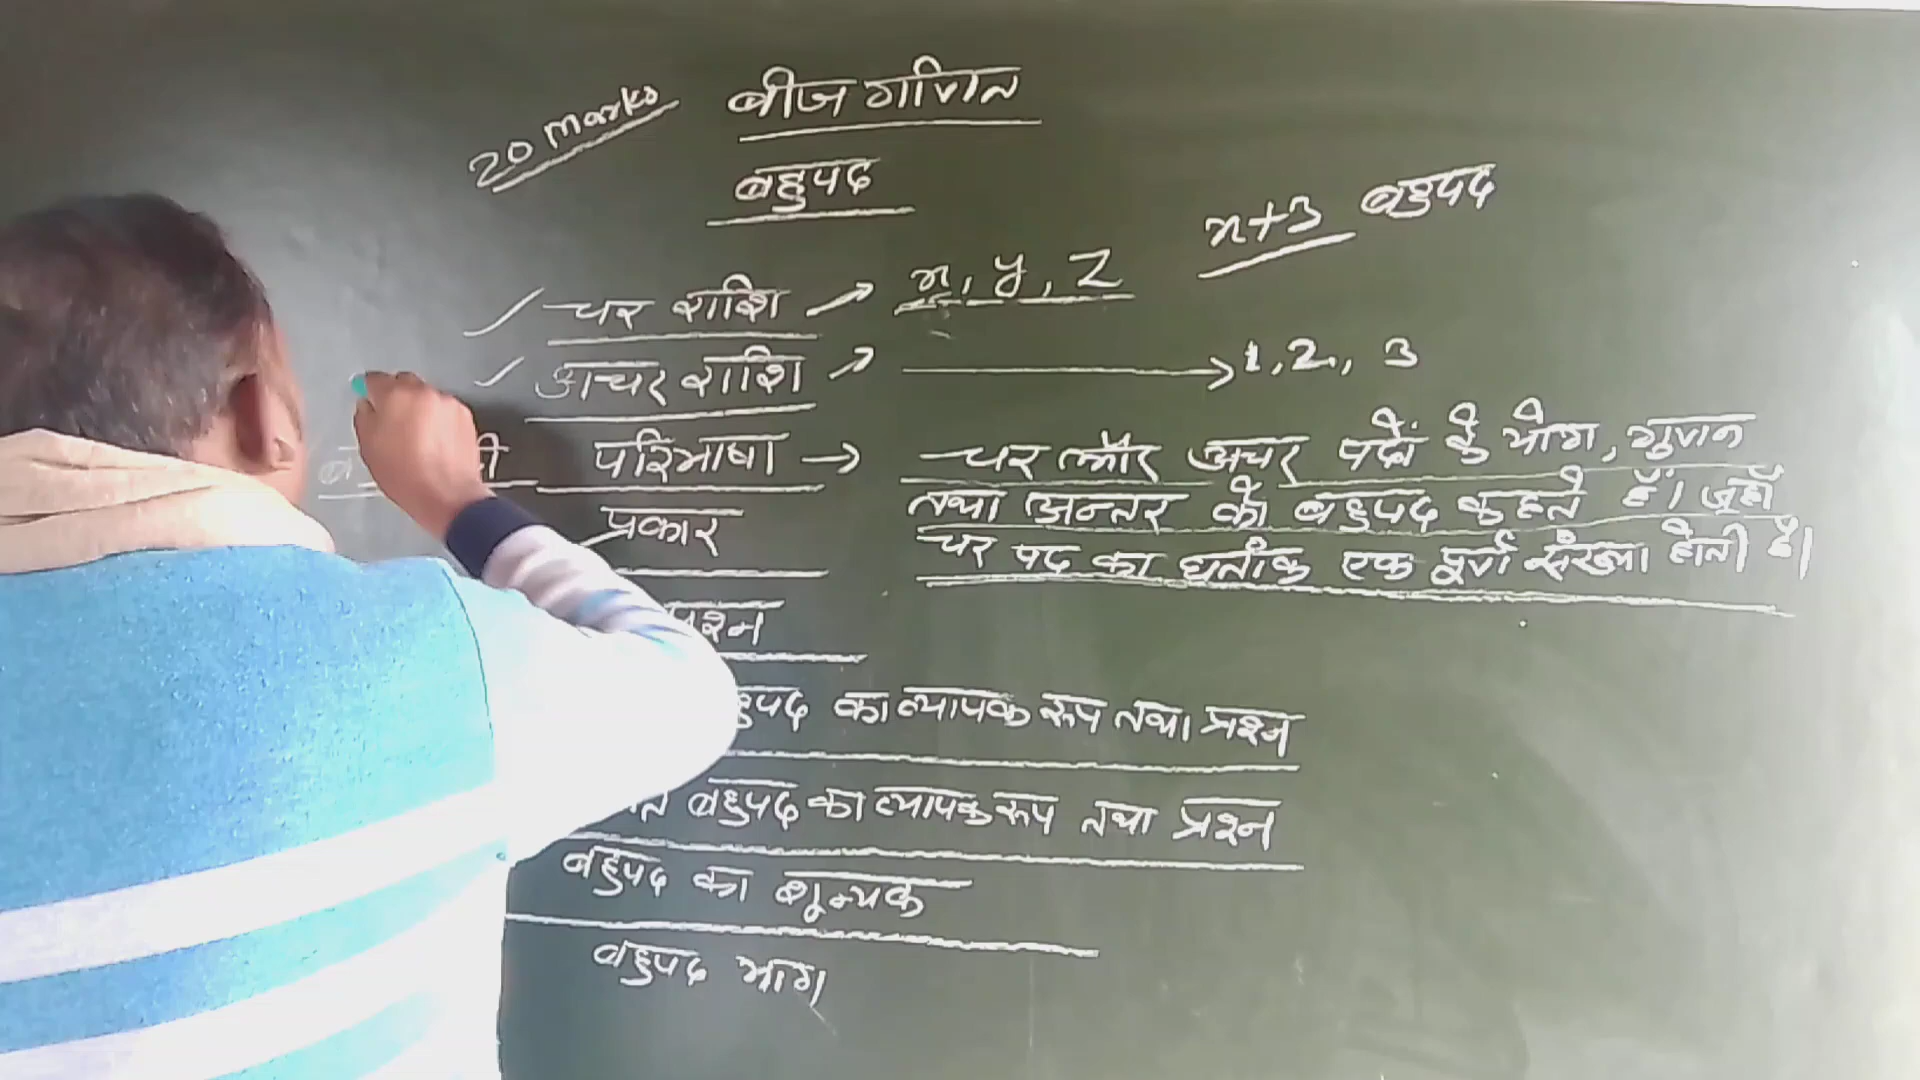 20 marks
बीज गणित
बहुपद
x+3 बहुपद
चर राशि → x, y, z
अचर राशि → → 1, 2, 3
परिभाषा → चर और अचर पदों के योग, गुणन
तथा अन्तर को बहुपद कहते हैं। जहाँ
चर पद का घतांक एक पूर्ण संख्या होती है।
प्रकार
प्रश्न
बहुपद का व्यापक रूप तथा प्रश्न
बहुपद का व्यापक रूप तथा प्रश्न
बहुपद का शून्यक
बहुपद भाग